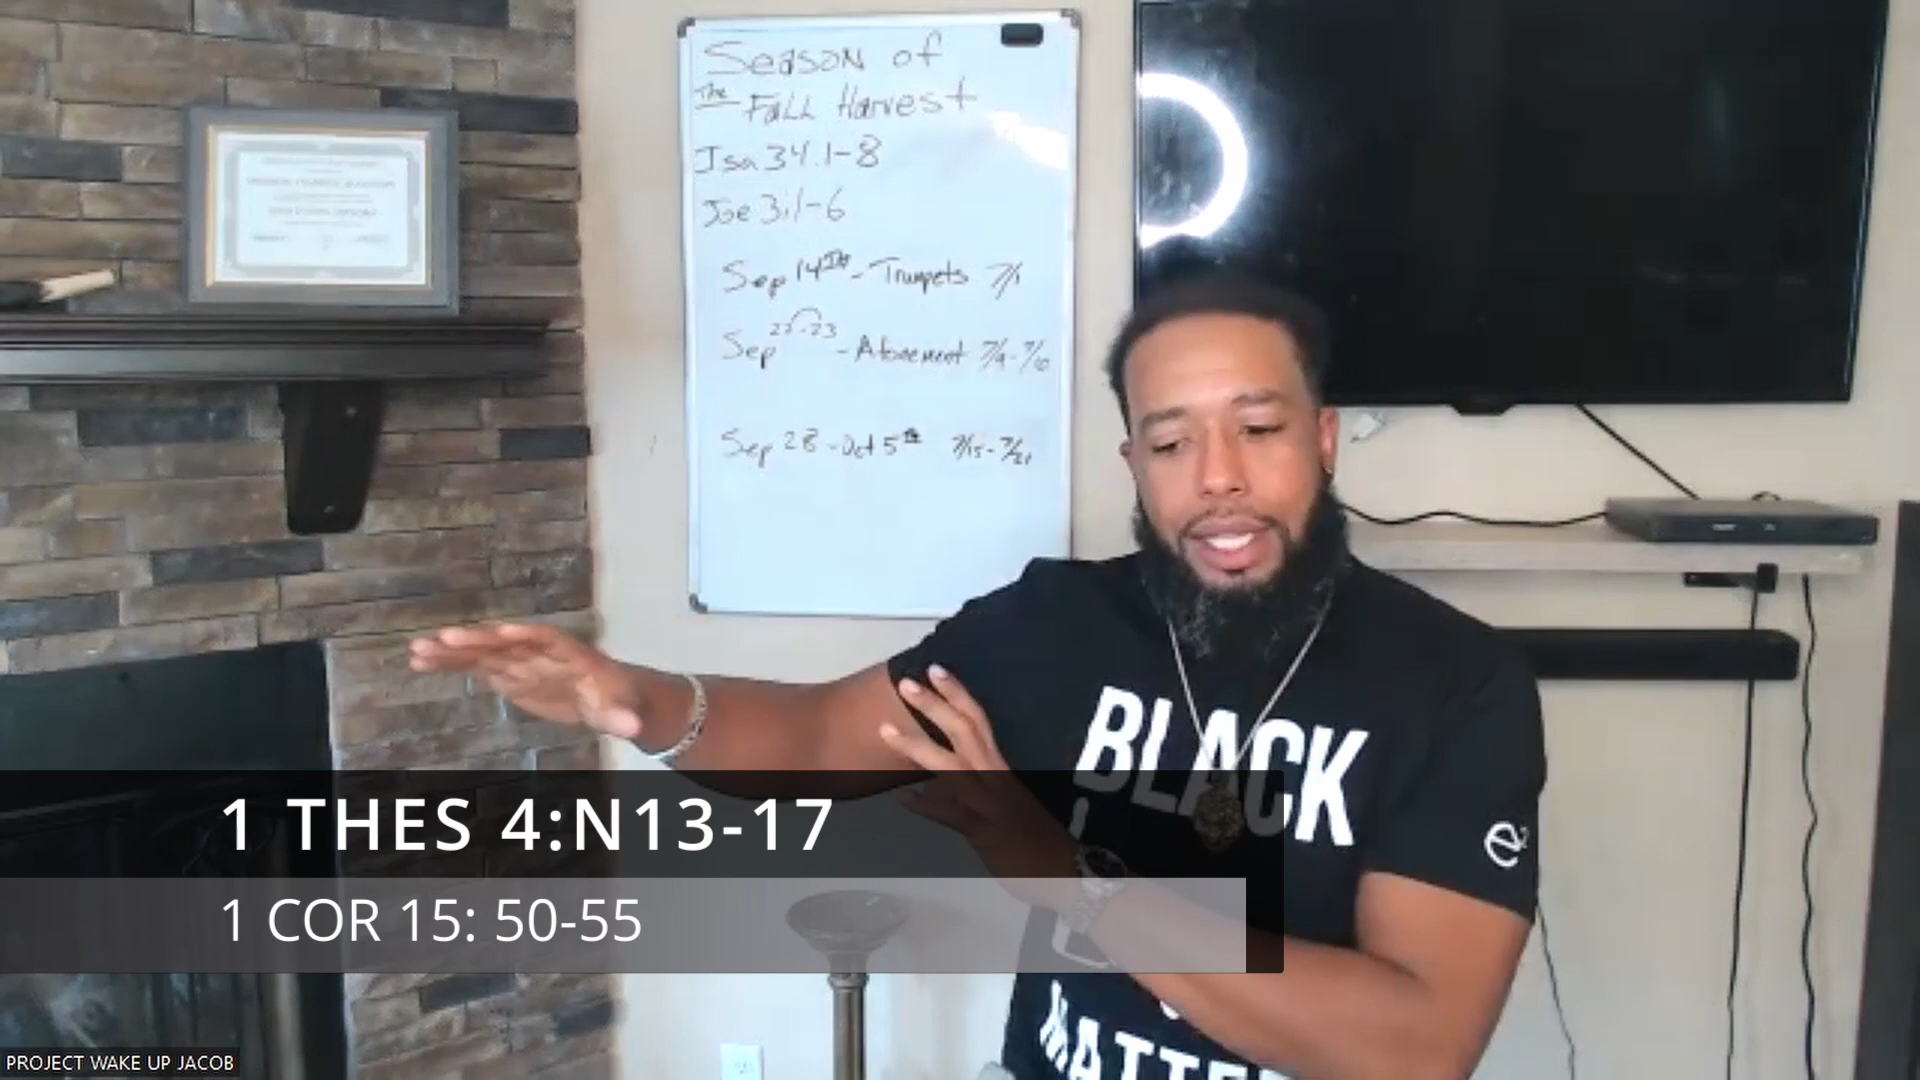 Season of
The Fall Harvest
Isa 34.1-8
Joe 3:1-6
Sep 14th - Trumpets 7/1
Sep 22-23 - Atonement 7/9-7/10
Sep 28 - Oct 5th 7/15-7/21
BLACK
MATTE
e²
1 THES 4:N13-17
1 COR 15: 50-55
PROJECT WAKE UP JACOB